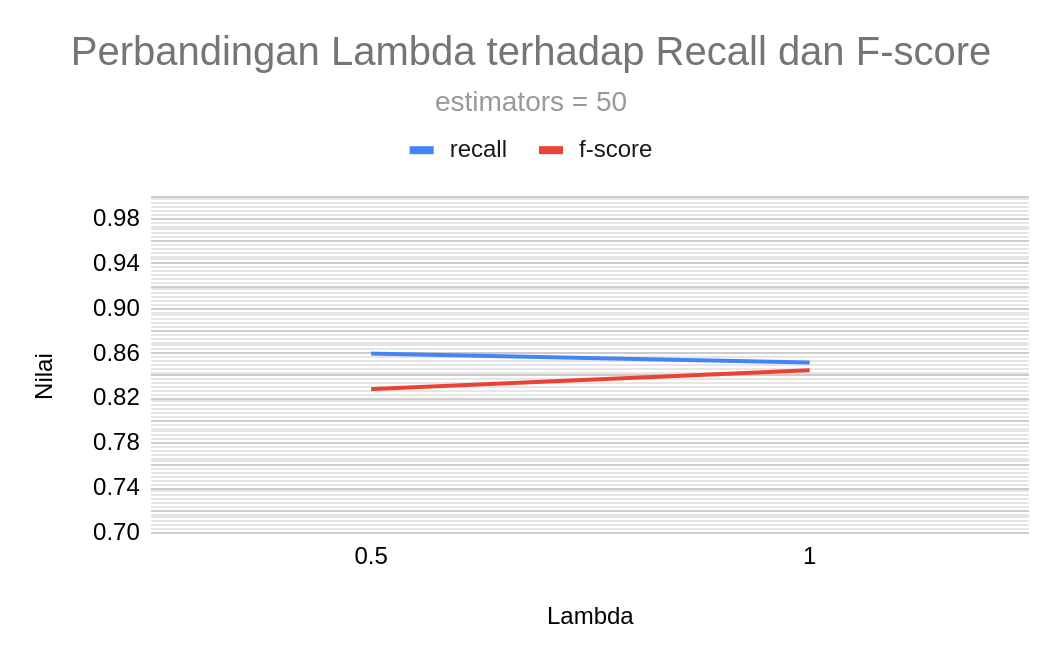 Perbandingan Lambda terhadap Recall dan F-score
estimators = 50
recall f-score
0.98
0.94
0.90
0.86
0.82
0.78
0.74
0.70
Nilai
0.5 1
Lambda